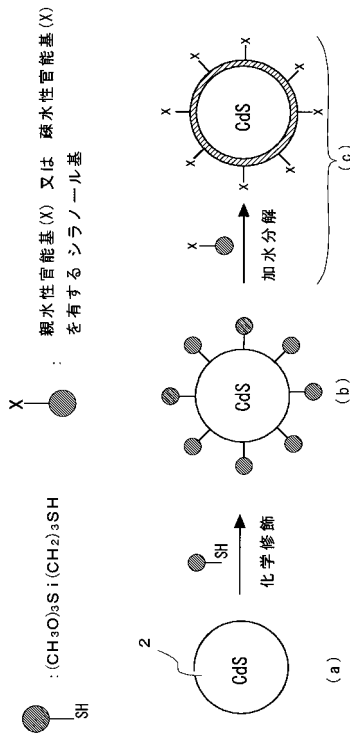 SH
:(CH3O)3Si(CH2)3SH
X
:
親水性官能基(X) 又は 疎水性官能基(X)
を有する シラノール基
2
CdS
(a)
SH
化学修飾
CdS
(b)
X
加水分解
X
X
X
X
X
X
X
X
CdS
(c)